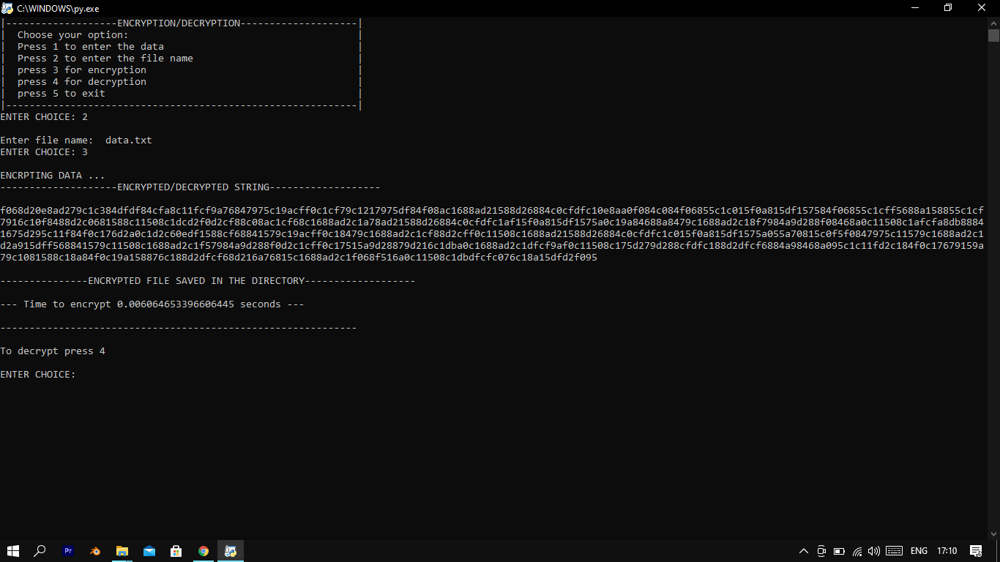 C:\WINDOWS\py.exe
|-------------------ENCRYPTION/DECRYPTION--------------------|
|  Choose your option:                                       |
|  Press 1 to enter the data                                 |
|  Press 2 to enter the file name                            |
|  press 3 for encryption                                    |
|  press 4 for decryption                                    |
|  press 5 to exit                                           |
|------------------------------------------------------------|
ENTER CHOICE: 2
Enter file name:  data.txt
ENTER CHOICE: 3
ENCRPTING DATA ...
--------------------ENCRYPTED/DECRYPTED STRING-------------------
f068d20e8ad279c1c384dfdf84cfa8c11fcf9a76847975c19acff0c1cf79c1217975df84f08ac1688ad21588d26884c0cfdfc10e8aa0f084c084f06855c1c015f0a815df157584f06855c1cff5688a158855c1cf
7916c10f8488d2c0681588c11508c1dcd2f0d2cf88c08ac1cf68c1688ad2c1a78ad21588d26884c0cfdfc1af15f0a815df1575a0c19a84688a8479c1688ad2c18f7984a9d288f08468a0c11508c1afcfa8db8884
1675d295c11f84f0c176d2a0c1d2c60edf1588cf68841579c19acff0c18479c1688ad2c1cf88d2cff0c11508c1688ad21588d26884c0cfdfc1c015f0a815df1575a055a70815c0f5f0847975c11579c1688ad2c1
d2a915dff568841579c11508c1688ad2c1f57984a9d288f0d2c1cff0c17515a9d28879d216c1dba0c1688ad2c1dfcf9af0c11508c175d279d288cfdfc188d2dfcf6884a98468a095c1c11fd2c184f0c17679159a
79c1081588c18a84f0c19a158876c188d2dfcf68d216a76815c1688ad2c1f068f516a0c11508c1dbdfcfc076c18a15dfd2f095
---------------ENCRYPTED FILE SAVED IN THE DIRECTORY-------------------
--- Time to encrypt 0.006064653396606445 seconds ---
-------------------------------------------------------------
To decrypt press 4
ENTER CHOICE:
Pr
ENG
17:10